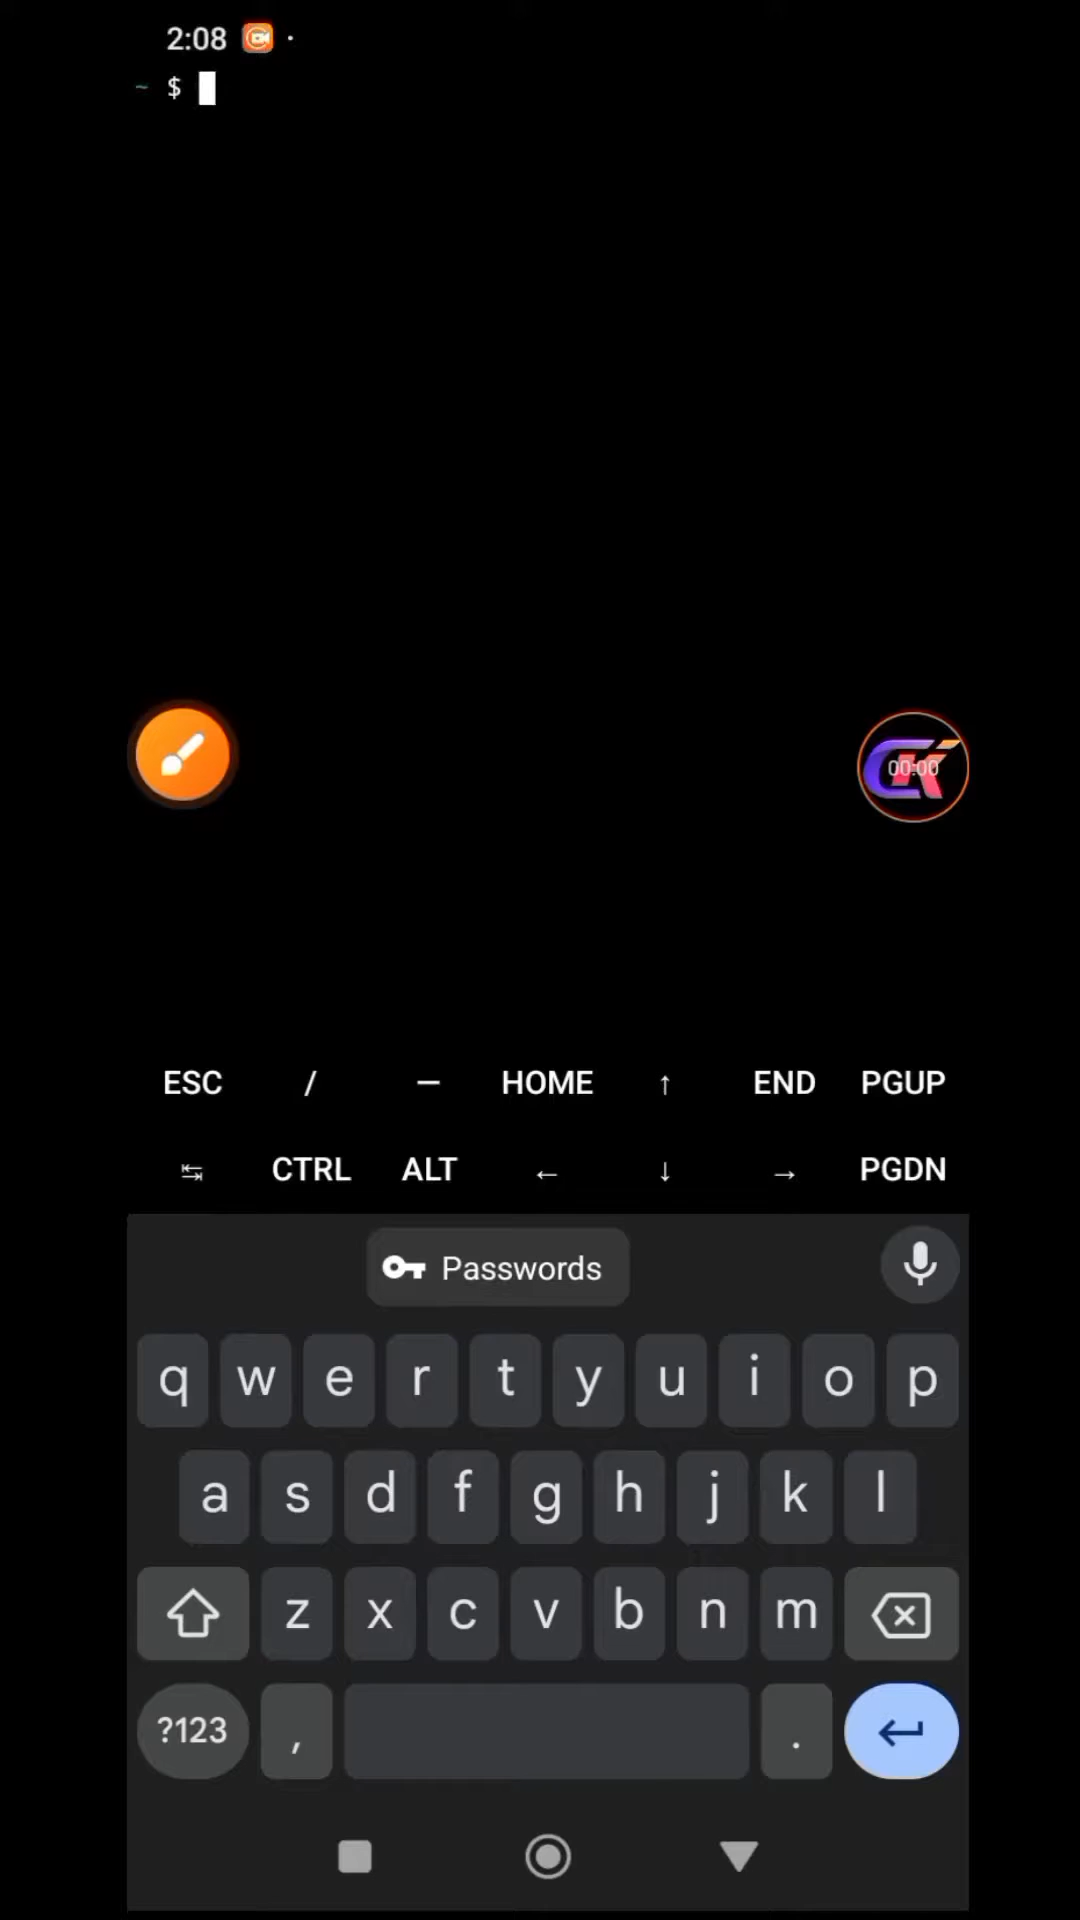 2:08
~ $
00:00
ESC / — HOME ↑ END PGUP
⇆ CTRL ALT ← ↓ → PGDN
Passwords
q w e r t y u i o p
a s d f g h j k l
z x c v b n m
?123 , .